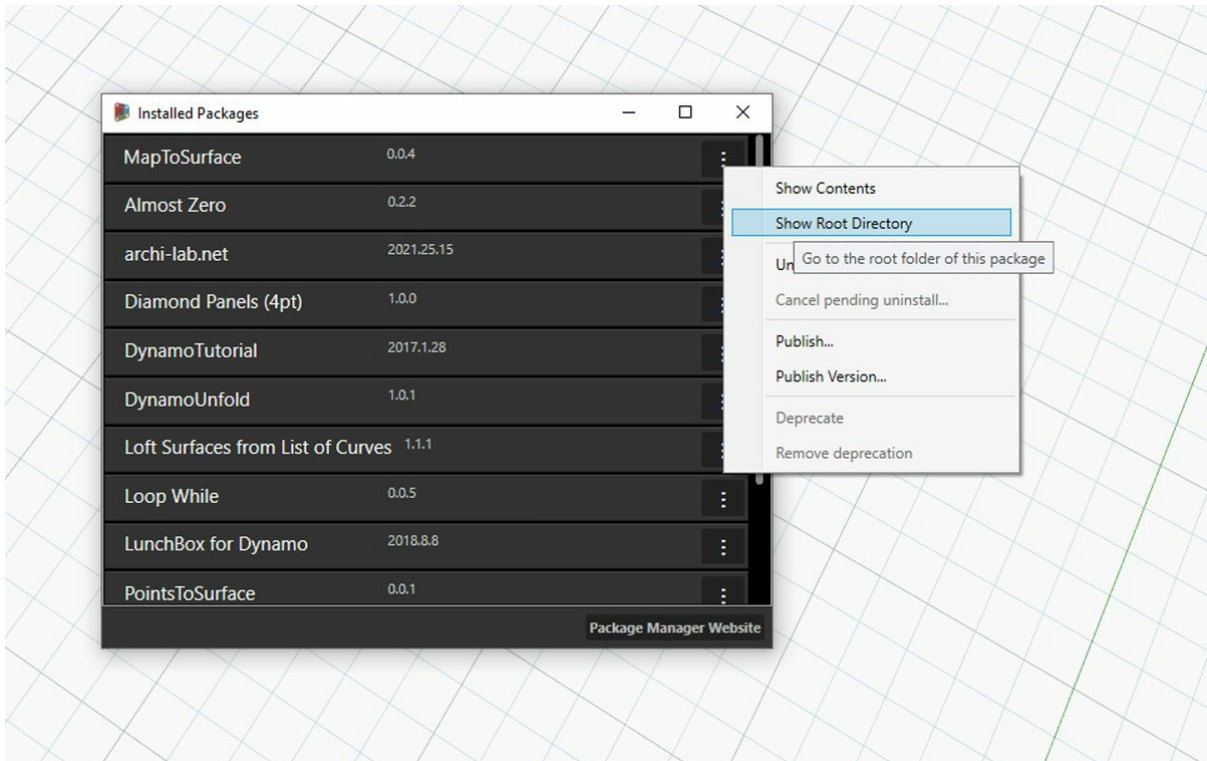 Installed Packages
MapToSurface 0.0.4
Almost Zero 0.2.2
archi-lab.net 2021.25.15
Diamond Panels (4pt) 1.0.0
DynamoTutorial 2017.1.28
DynamoUnfold 1.0.1
Loft Surfaces from List of Curves 1.1.1
Loop While 0.0.5
LunchBox for Dynamo 2018.8.8
PointsToSurface 0.0.1
Package Manager Website
Show Contents
Show Root Directory
Go to the root folder of this package
Un
Cancel pending uninstall...
Publish...
Publish Version...
Deprecate
Remove deprecation